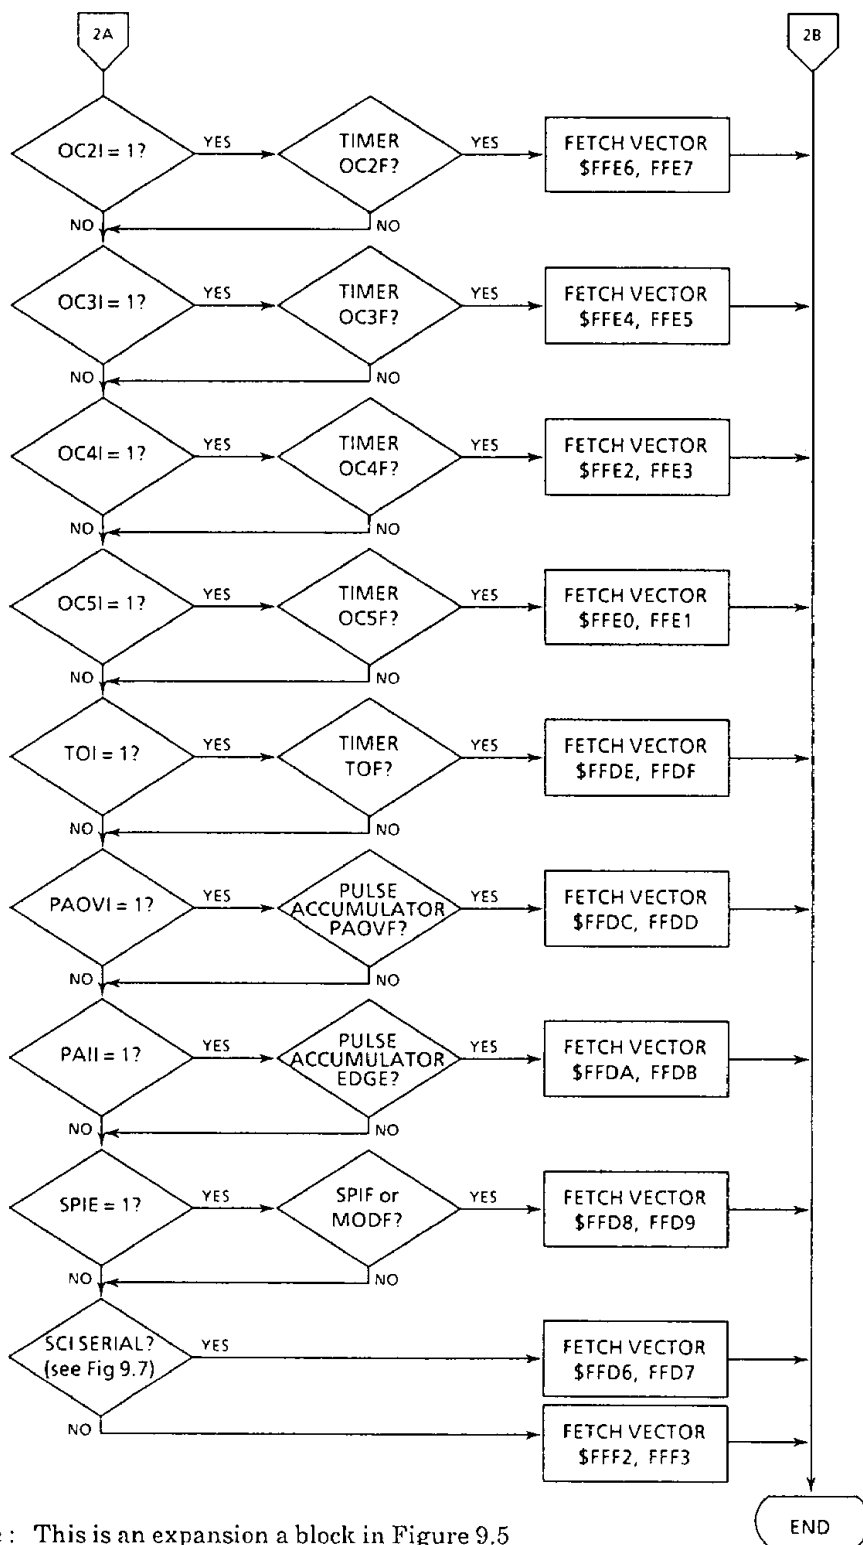 2A
2B
OC2I = 1?
YES
TIMER
OC2F?
YES
FETCH VECTOR
$FFE6, FFE7
NO
NO
OC3I = 1?
YES
TIMER
OC3F?
YES
FETCH VECTOR
$FFE4, FFE5
NO
NO
OC4I = 1?
YES
TIMER
OC4F?
YES
FETCH VECTOR
$FFE2, FFE3
NO
NO
OC5I = 1?
YES
TIMER
OC5F?
YES
FETCH VECTOR
$FFE0, FFE1
NO
NO
TOI = 1?
YES
TIMER
TOF?
YES
FETCH VECTOR
$FFDE, FFDF
NO
NO
PAOVI = 1?
YES
PULSE
ACCUMULATOR
PAOVF?
YES
FETCH VECTOR
$FFDC, FFDD
NO
NO
PAII = 1?
YES
PULSE
ACCUMULATOR
EDGE?
YES
FETCH VECTOR
$FFDA, FFDB
NO
NO
SPIE = 1?
YES
SPIF or
MODF?
YES
FETCH VECTOR
$FFD8, FFD9
NO
NO
SCI SERIAL?
(see Fig 9.7)
YES
FETCH VECTOR
$FFD6, FFD7
NO
FETCH VECTOR
$FFF2, FFF3
END
: This is an expansion a block in Figure 9.5